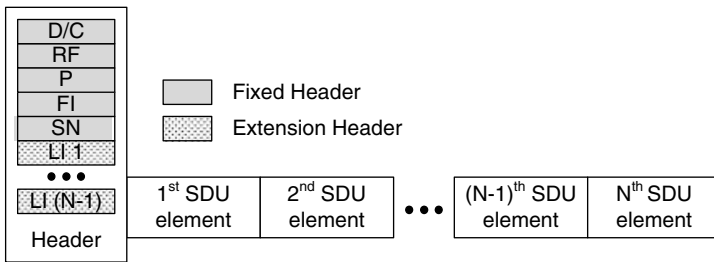 D/C
RF
P
FI
SN
LI 1
•••
LI (N-1)
Header
Fixed Header
Extension Header
1st SDU
element
2nd SDU
element
•••
(N-1)th SDU
element
Nth SDU
element